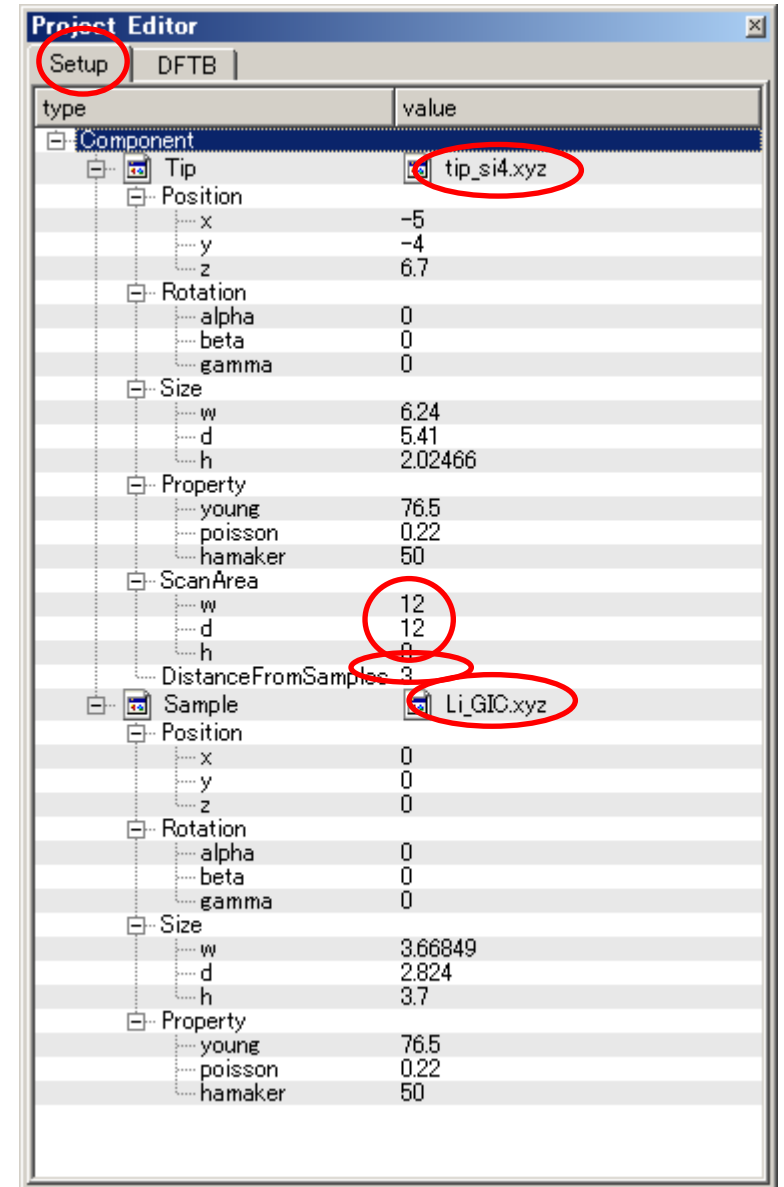 Project Editor
Setup DFTB
type value
Component
Tip tip_si4.xyz
Position
x -5
y -4
z 6.7
Rotation
alpha 0
beta 0
gamma 0
Size
w 6.24
d 5.41
h 2.02466
Property
young 76.5
poisson 0.22
hamaker 50
ScanArea
w 12
d 12
h 0
DistanceFromSamples 3
Sample Li_GIC.xyz
Position
x 0
y 0
z 0
Rotation
alpha 0
beta 0
gamma 0
Size
w 3.66849
d 2.824
h 3.7
Property
young 76.5
poisson 0.22
hamaker 50